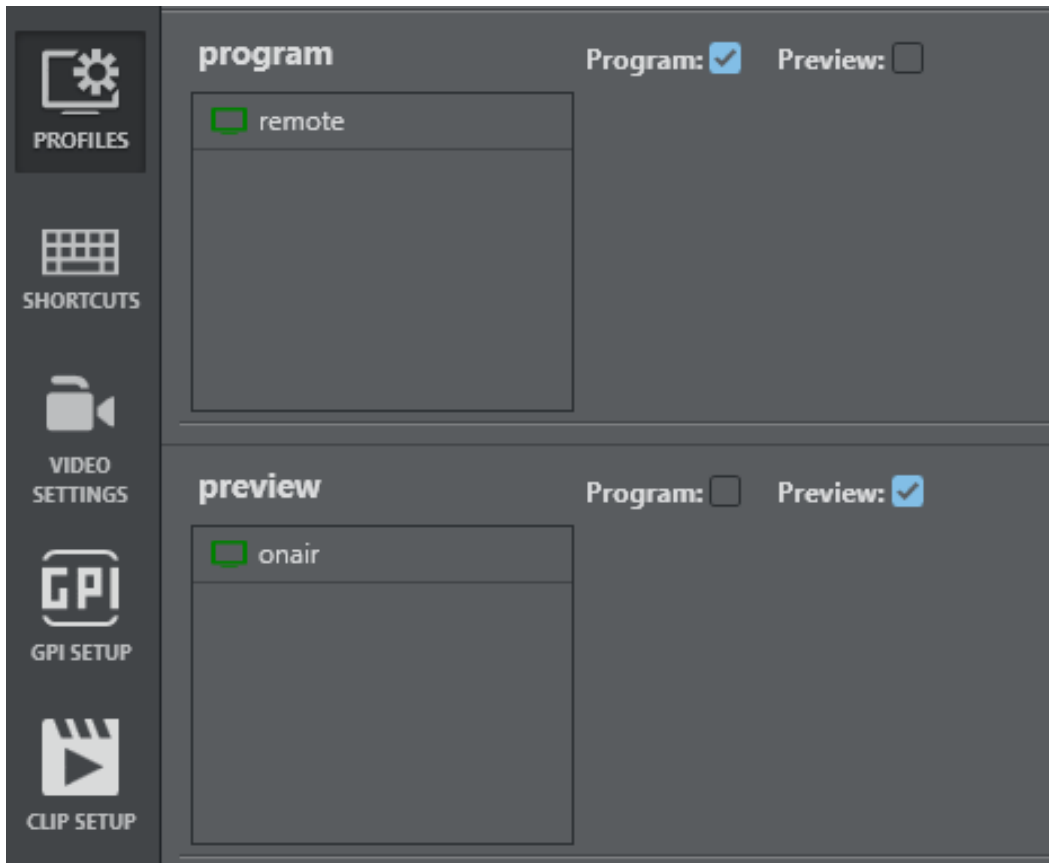 program
Program:
Preview:
remote
PROFILES
SHORTCUTS
VIDEO
SETTINGS
preview
Program:
Preview:
onair
GPI
GPI SETUP
CLIP SETUP